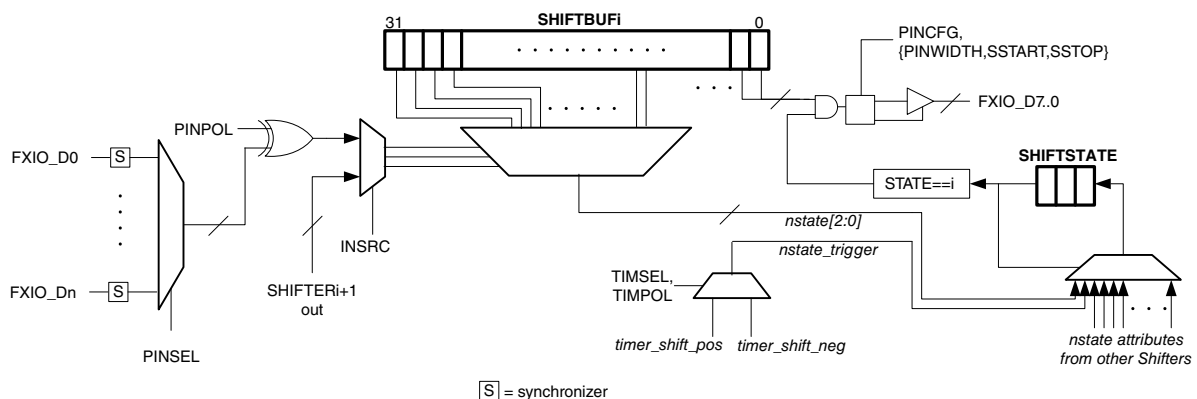 SHIFTBUFi
31
0
PINCFG,
{PINWIDTH,SSTART,SSTOP}
FXIO_D7..0
PINPOL
FXIO_D0
S
SHIFTSTATE
STATE==i
nstate[2:0]
INSRC
nstate_trigger
FXIO_Dn
S
SHIFTERi+1
out
TIMSEL,
TIMPOL
PINSEL
timer_shift_pos
timer_shift_neg
nstate attributes
from other Shifters
S = synchronizer